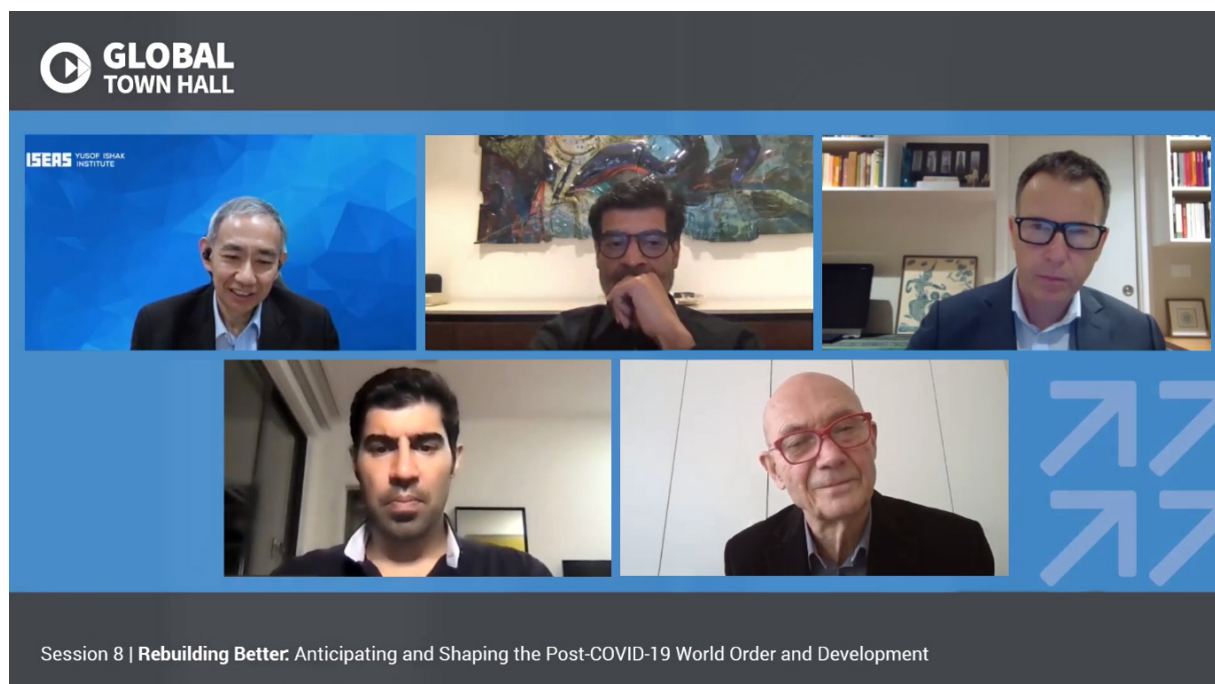 GLOBAL
TOWN HALL
ISEAS YUSOF ISHAK
INSTITUTE
Session 8 | Rebuilding Better: Anticipating and Shaping the Post-COVID-19 World Order and Development